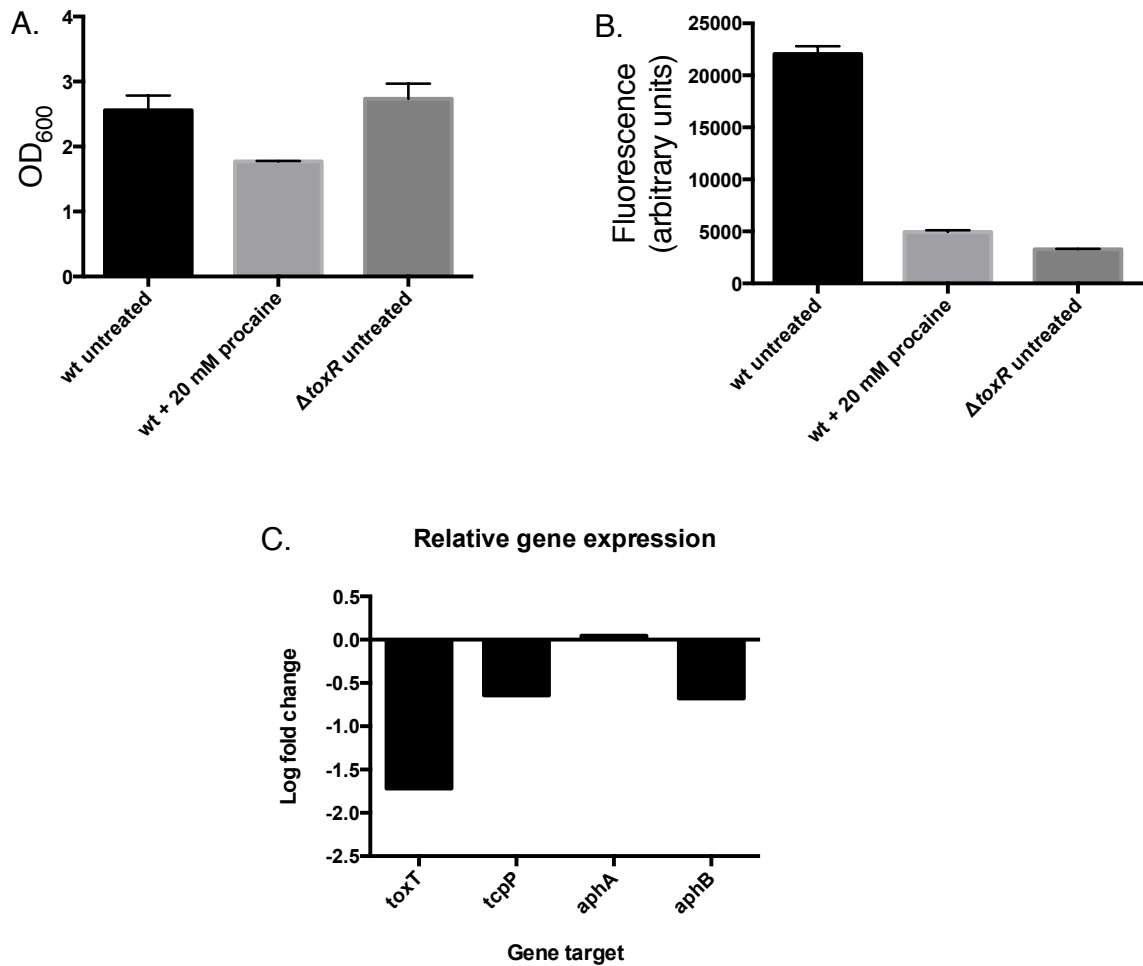 A.
OD600
4
3
2
1
0
wt untreated
wt + 20 mM procaine
ΔtoxR untreated
B.
Fluorescence
(arbitrary units)
25000
20000
15000
10000
5000
0
wt untreated
wt + 20 mM procaine
ΔtoxR untreated
C.
Relative gene expression
Log fold change
0.5
0.0
-0.5
-1.0
-1.5
-2.0
-2.5
toxT
tcpP
aphA
aphB
Gene target